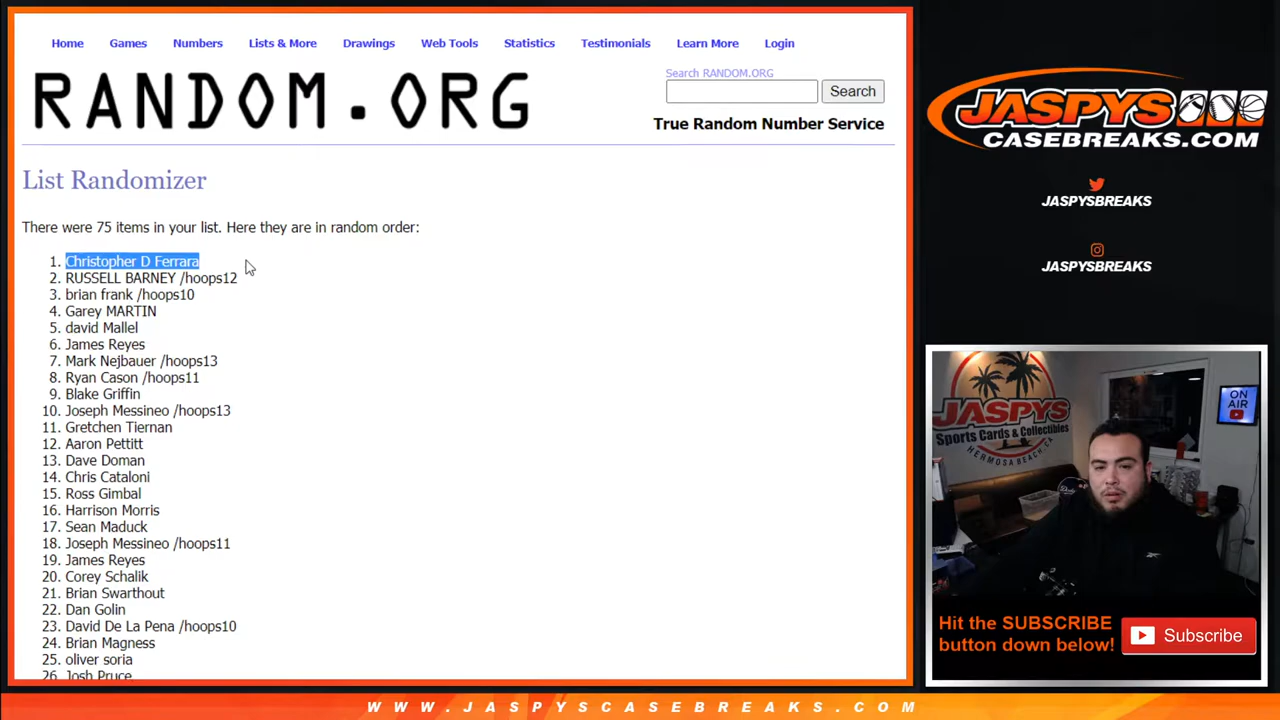 Home Games Numbers Lists & More Drawings Web Tools Statistics Testimonials Learn More Login
RANDOM.ORG
Search RANDOM.ORG
Search
True Random Number Service
List Randomizer
There were 75 items in your list. Here they are in random order:
1. Christopher D Ferrara
2. RUSSELL BARNEY /hoops12
3. brian frank /hoops10
4. Garey MARTIN
5. david Mallel
6. James Reyes
7. Mark Nejbauer /hoops13
8. Ryan Cason /hoops11
9. Blake Griffin
10. Joseph Messineo /hoops13
11. Gretchen Tiernan
12. Aaron Pettitt
13. Dave Doman
14. Chris Cataloni
15. Ross Gimbal
16. Harrison Morris
17. Sean Maduck
18. Joseph Messineo /hoops11
19. James Reyes
20. Corey Schalik
21. Brian Swarthout
22. Dan Golin
23. David De La Pena /hoops10
24. Brian Magness
25. oliver soria
26. Josh Pruce
JASPYS
CASEBREAKS.COM
JASPYSBREAKS
JASPYSBREAKS
JASPYS
Sports Cards & Collectibles
HERMOSA BEACH, CA
ON AIR
Hit the SUBSCRIBE
button down below!
Subscribe
WWW.JASPYSCASEBREAKS.COM